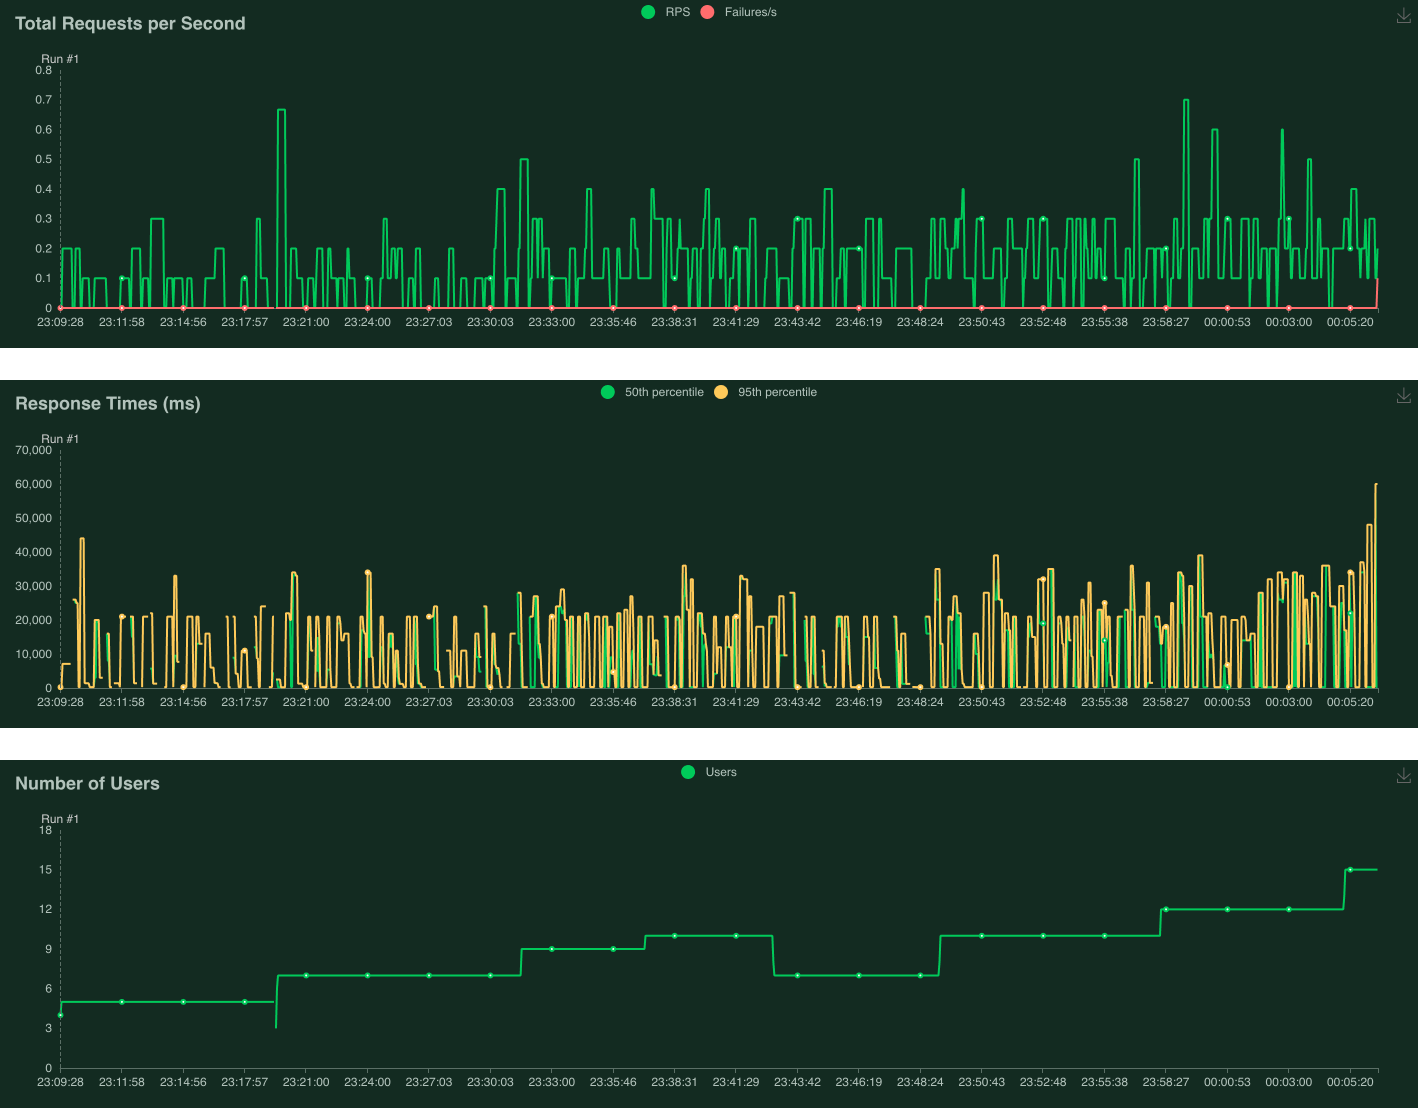 RPS Failures/s
Total Requests per Second
Run #1
0.8
0.7
0.6
0.5
0.4
0.3
0.2
0.1
0
23:09:28 23:11:58 23:14:56 23:17:57 23:21:00 23:24:00 23:27:03 23:30:03 23:33:00 23:35:46 23:38:31 23:41:29 23:43:42 23:46:19 23:48:24 23:50:43 23:52:48 23:55:38 23:58:27 00:00:53 00:03:00 00:05:20
50th percentile 95th percentile
Response Times (ms)
Run #1
70,000
60,000
50,000
40,000
30,000
20,000
10,000
0
23:09:28 23:11:58 23:14:56 23:17:57 23:21:00 23:24:00 23:27:03 23:30:03 23:33:00 23:35:46 23:38:31 23:41:29 23:43:42 23:46:19 23:48:24 23:50:43 23:52:48 23:55:38 23:58:27 00:00:53 00:03:00 00:05:20
Users
Number of Users
Run #1
18
15
12
9
6
3
0
23:09:28 23:11:58 23:14:56 23:17:57 23:21:00 23:24:00 23:27:03 23:30:03 23:33:00 23:35:46 23:38:31 23:41:29 23:43:42 23:46:19 23:48:24 23:50:43 23:52:48 23:55:38 23:58:27 00:00:53 00:03:00 00:05:20